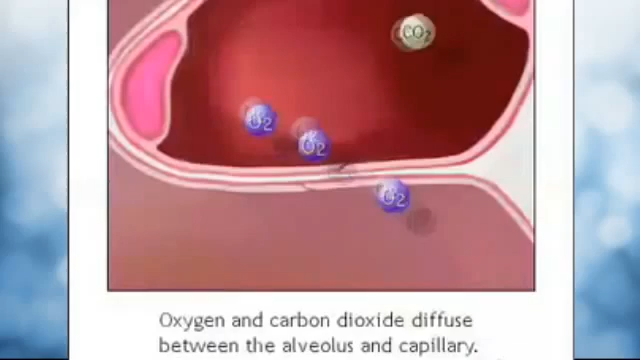 CO2
O2
O2
O2
Oxygen and carbon dioxide diffuse
between the alveolus and capillary.